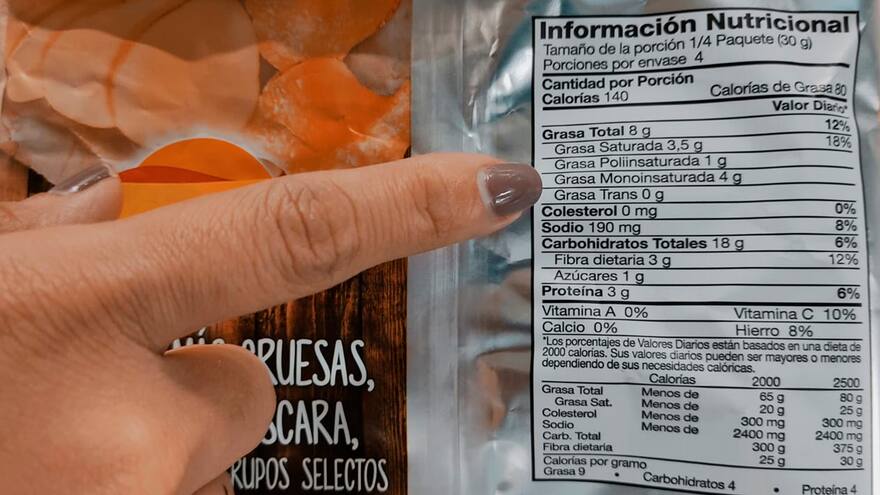 Información Nutricional
Tamaño de la porción 1/4 Paquete (30 g)
Porciones por envase 4
Cantidad por Porción
Calorías 140 Calorías de Grasa 80
Valor Diario*
Grasa Total 8 g 12%
Grasa Saturada 3,5 g 18%
Grasa Poliinsaturada 1 g
Grasa Monoinsaturada 4 g
Grasa Trans 0 g
Colesterol 0 mg 0%
Sodio 190 mg 8%
Carbohidratos Totales 18 g 6%
Fibra dietaria 3 g 12%
Azúcares 1 g
Proteína 3 g 6%
Vitamina A 0% Vitamina C 10%
Calcio 0% Hierro 8%
*Los porcentajes de Valores Diarios están basados en una dieta de
2000 calorías. Sus valores diarios pueden ser mayores o menores
dependiendo de sus necesidades calóricas.
Calorías 2000 2500
Grasa Total Menos de 65 g 80 g
Grasa Sat. Menos de 20 g 25 g
Colesterol Menos de 300 mg 300 mg
Sodio Menos de 2400 mg 2400 mg
Carb. Total 300 g 375 g
Fibra dietaria 25 g 30 g
Calorías por gramo
Grasa 9 • Carbohidratos 4 • Proteína 4
RUESAS,
SCARA,
RUPOS SELECTOS